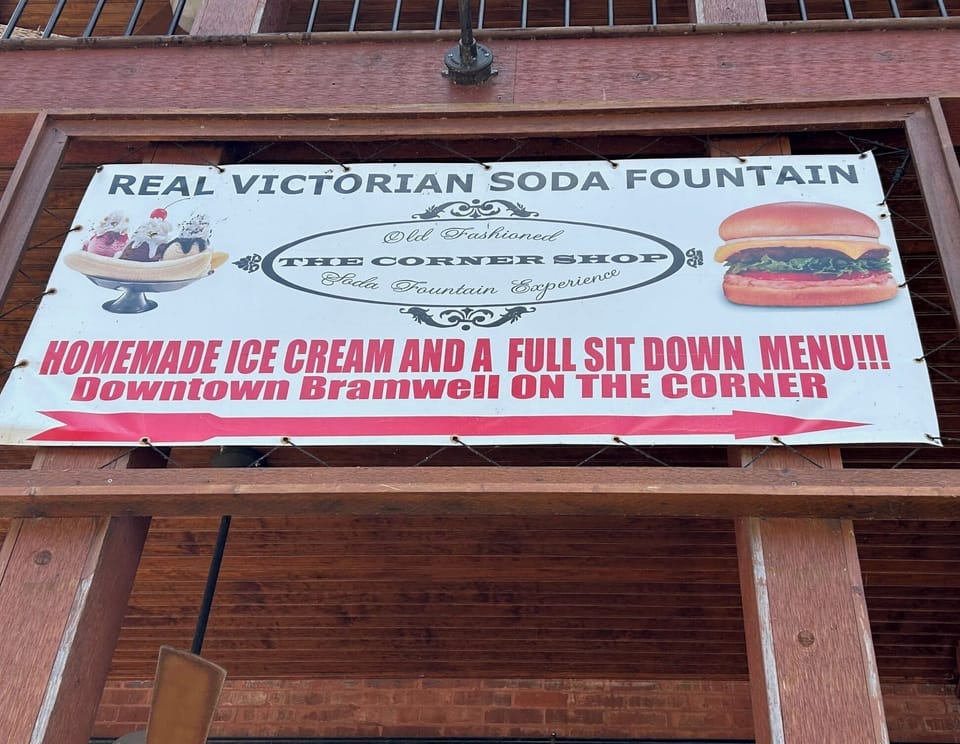 REAL VICTORIAN SODA FOUNTAIN
Old Fashioned
THE CORNER SHOP
Soda Fountain Experience
HOMEMADE ICE CREAM AND A FULL SIT DOWN MENU!!!
Downtown Bramwell ON THE CORNER